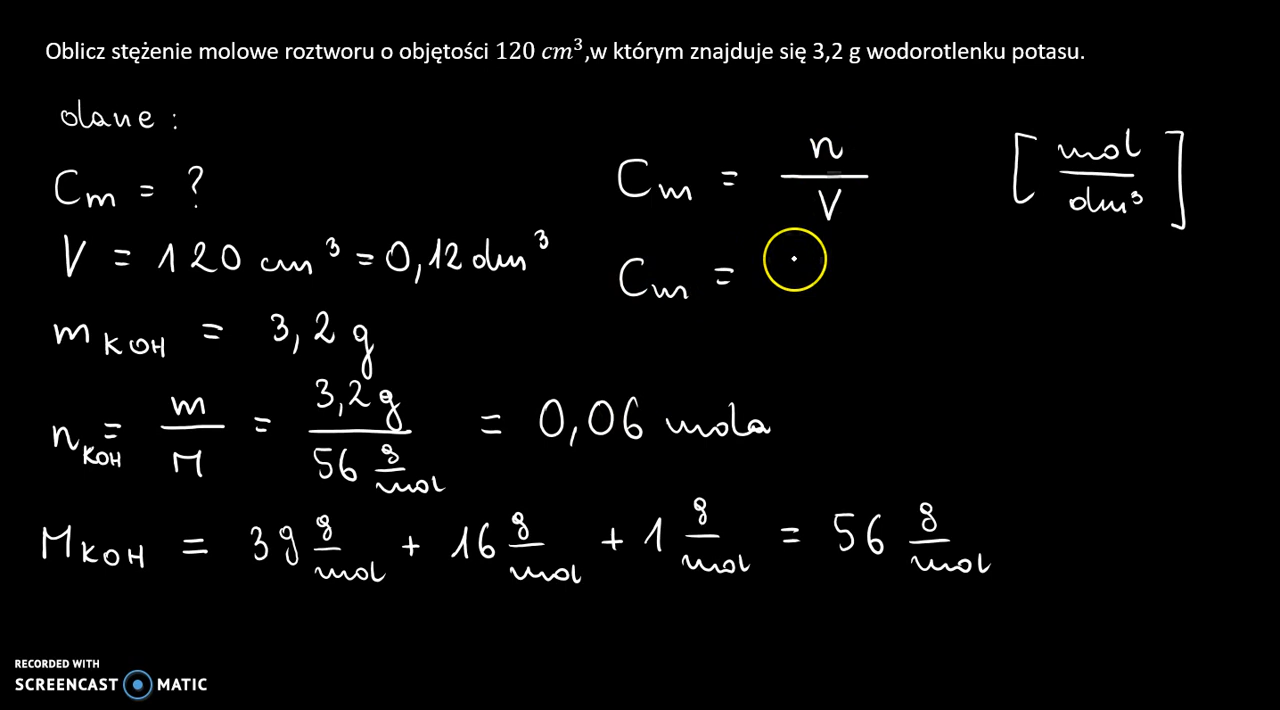 Oblicz stężenie molowe roztworu o objętości 120 cm³,w którym znajduje się 3,2 g wodorotlenku potasu.
dane :
Cm = ?
Cm = n/V [mol/dm³]
V = 120 cm³ = 0,12 dm³
Cm =
mKOH = 3,2 g
nKOH = m/M = 3,2 g / 56 g/mol = 0,06 mola
MKOH = 39 g/mol + 16 g/mol + 1 g/mol = 56 g/mol
RECORDED WITH
SCREENCAST MATIC